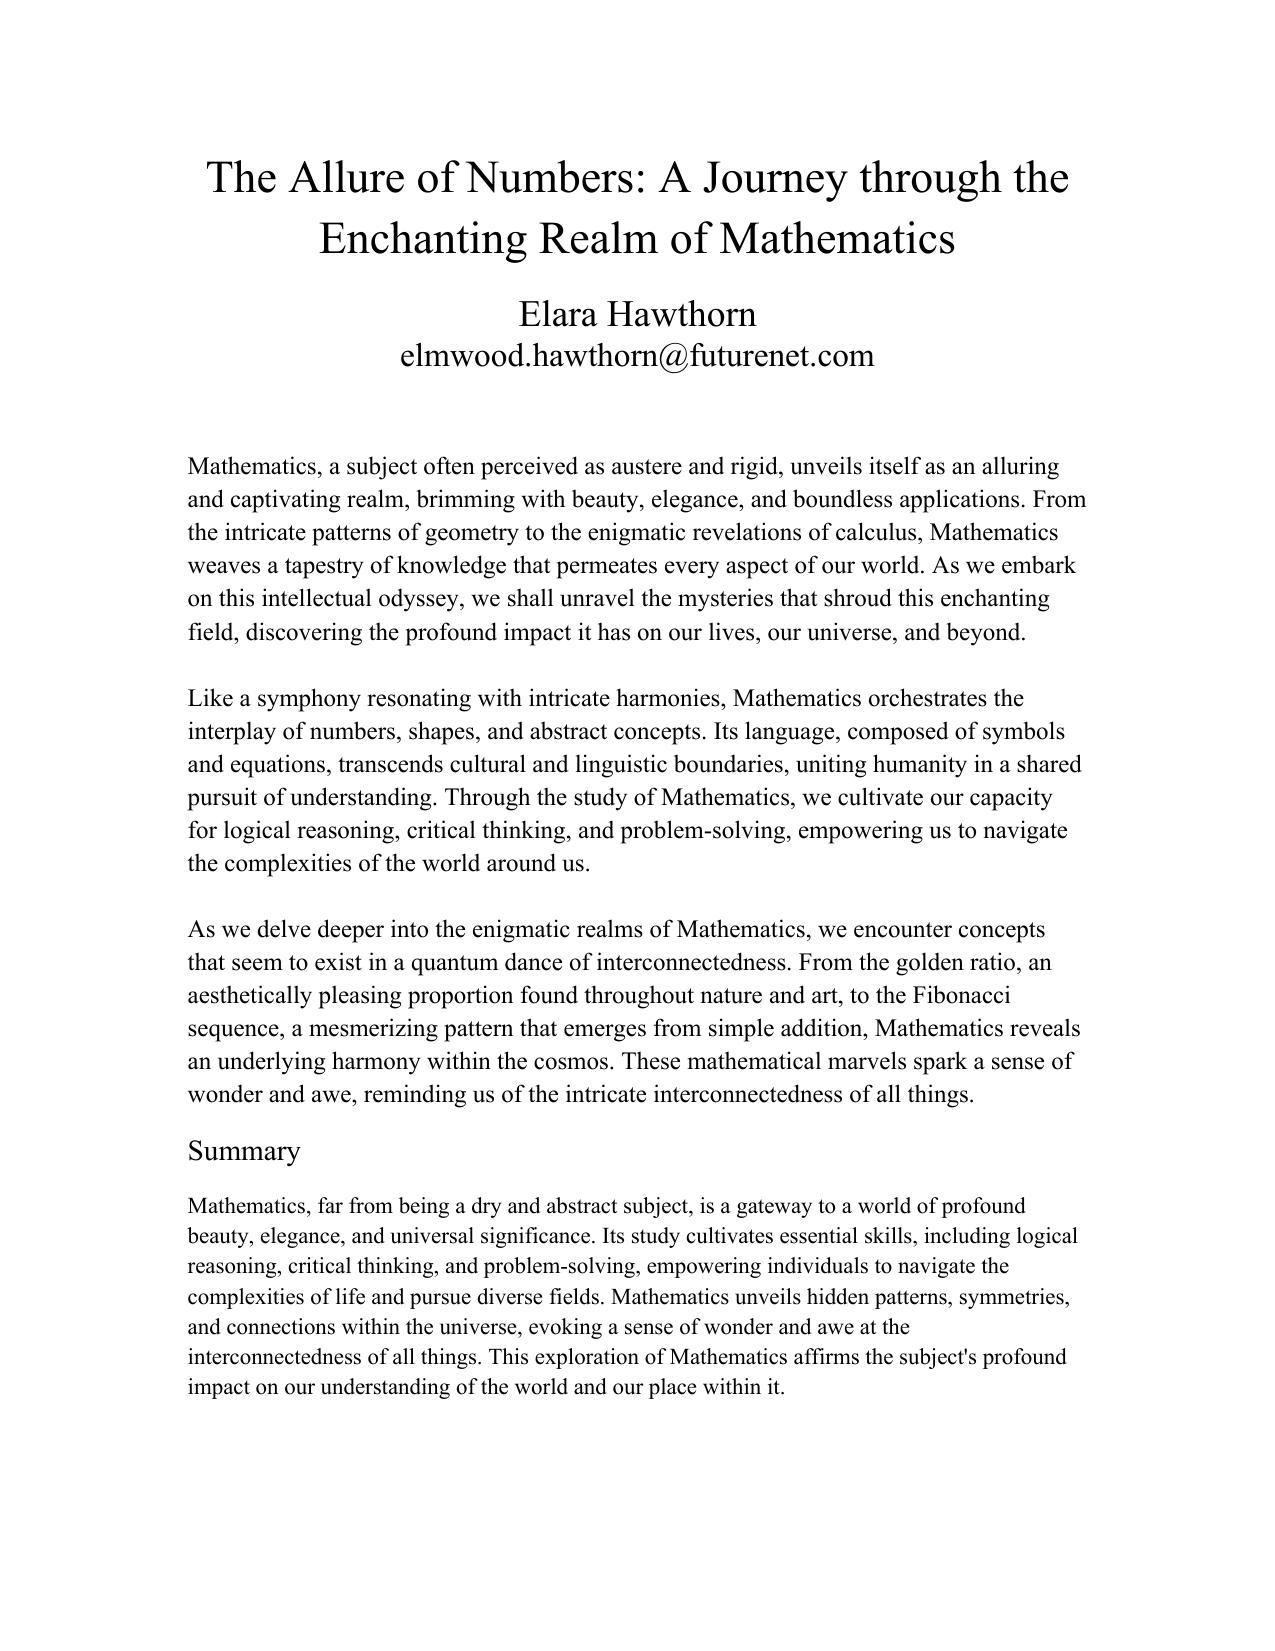 The Allure of Numbers: A Journey through the
Enchanting Realm of Mathematics
Elara Hawthorn
elmwood.hawthorn@futurenet.com
Mathematics, a subject often perceived as austere and rigid, unveils itself as an alluring
and captivating realm, brimming with beauty, elegance, and boundless applications. From
the intricate patterns of geometry to the enigmatic revelations of calculus, Mathematics
weaves a tapestry of knowledge that permeates every aspect of our world. As we embark
on this intellectual odyssey, we shall unravel the mysteries that shroud this enchanting
field, discovering the profound impact it has on our lives, our universe, and beyond.
Like a symphony resonating with intricate harmonies, Mathematics orchestrates the
interplay of numbers, shapes, and abstract concepts. Its language, composed of symbols
and equations, transcends cultural and linguistic boundaries, uniting humanity in a shared
pursuit of understanding. Through the study of Mathematics, we cultivate our capacity
for logical reasoning, critical thinking, and problem-solving, empowering us to navigate
the complexities of the world around us.
As we delve deeper into the enigmatic realms of Mathematics, we encounter concepts
that seem to exist in a quantum dance of interconnectedness. From the golden ratio, an
aesthetically pleasing proportion found throughout nature and art, to the Fibonacci
sequence, a mesmerizing pattern that emerges from simple addition, Mathematics reveals
an underlying harmony within the cosmos. These mathematical marvels spark a sense of
wonder and awe, reminding us of the intricate interconnectedness of all things.
Summary
Mathematics, far from being a dry and abstract subject, is a gateway to a world of profound
beauty, elegance, and universal significance. Its study cultivates essential skills, including logical
reasoning, critical thinking, and problem-solving, empowering individuals to navigate the
complexities of life and pursue diverse fields. Mathematics unveils hidden patterns, symmetries,
and connections within the universe, evoking a sense of wonder and awe at the
interconnectedness of all things. This exploration of Mathematics affirms the subject's profound
impact on our understanding of the world and our place within it.